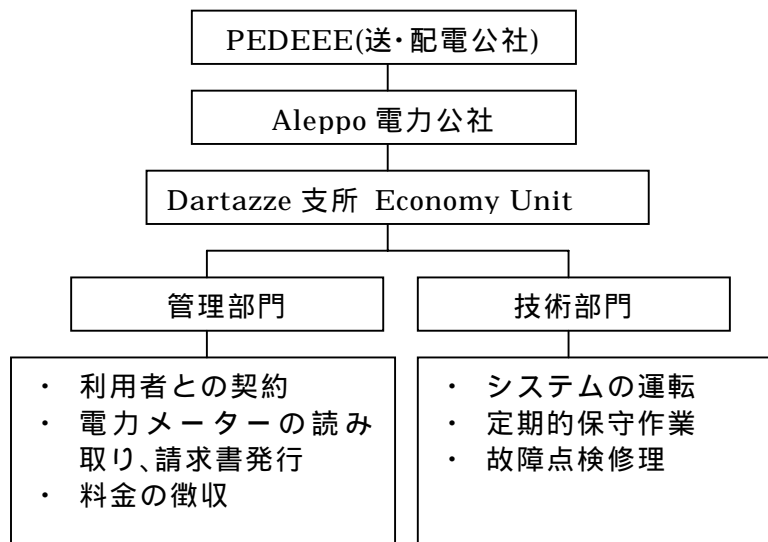 PEDEEE(送・配電公社)
Aleppo 電力公社
Dartazze 支所 Economy Unit
管理部門
技術部門
・ 利用者との契約
・ 電力メーターの読み
取り､請求書発行
・ 料金の徴収
・ システムの運転
・ 定期的保守作業
・ 故障点検修理